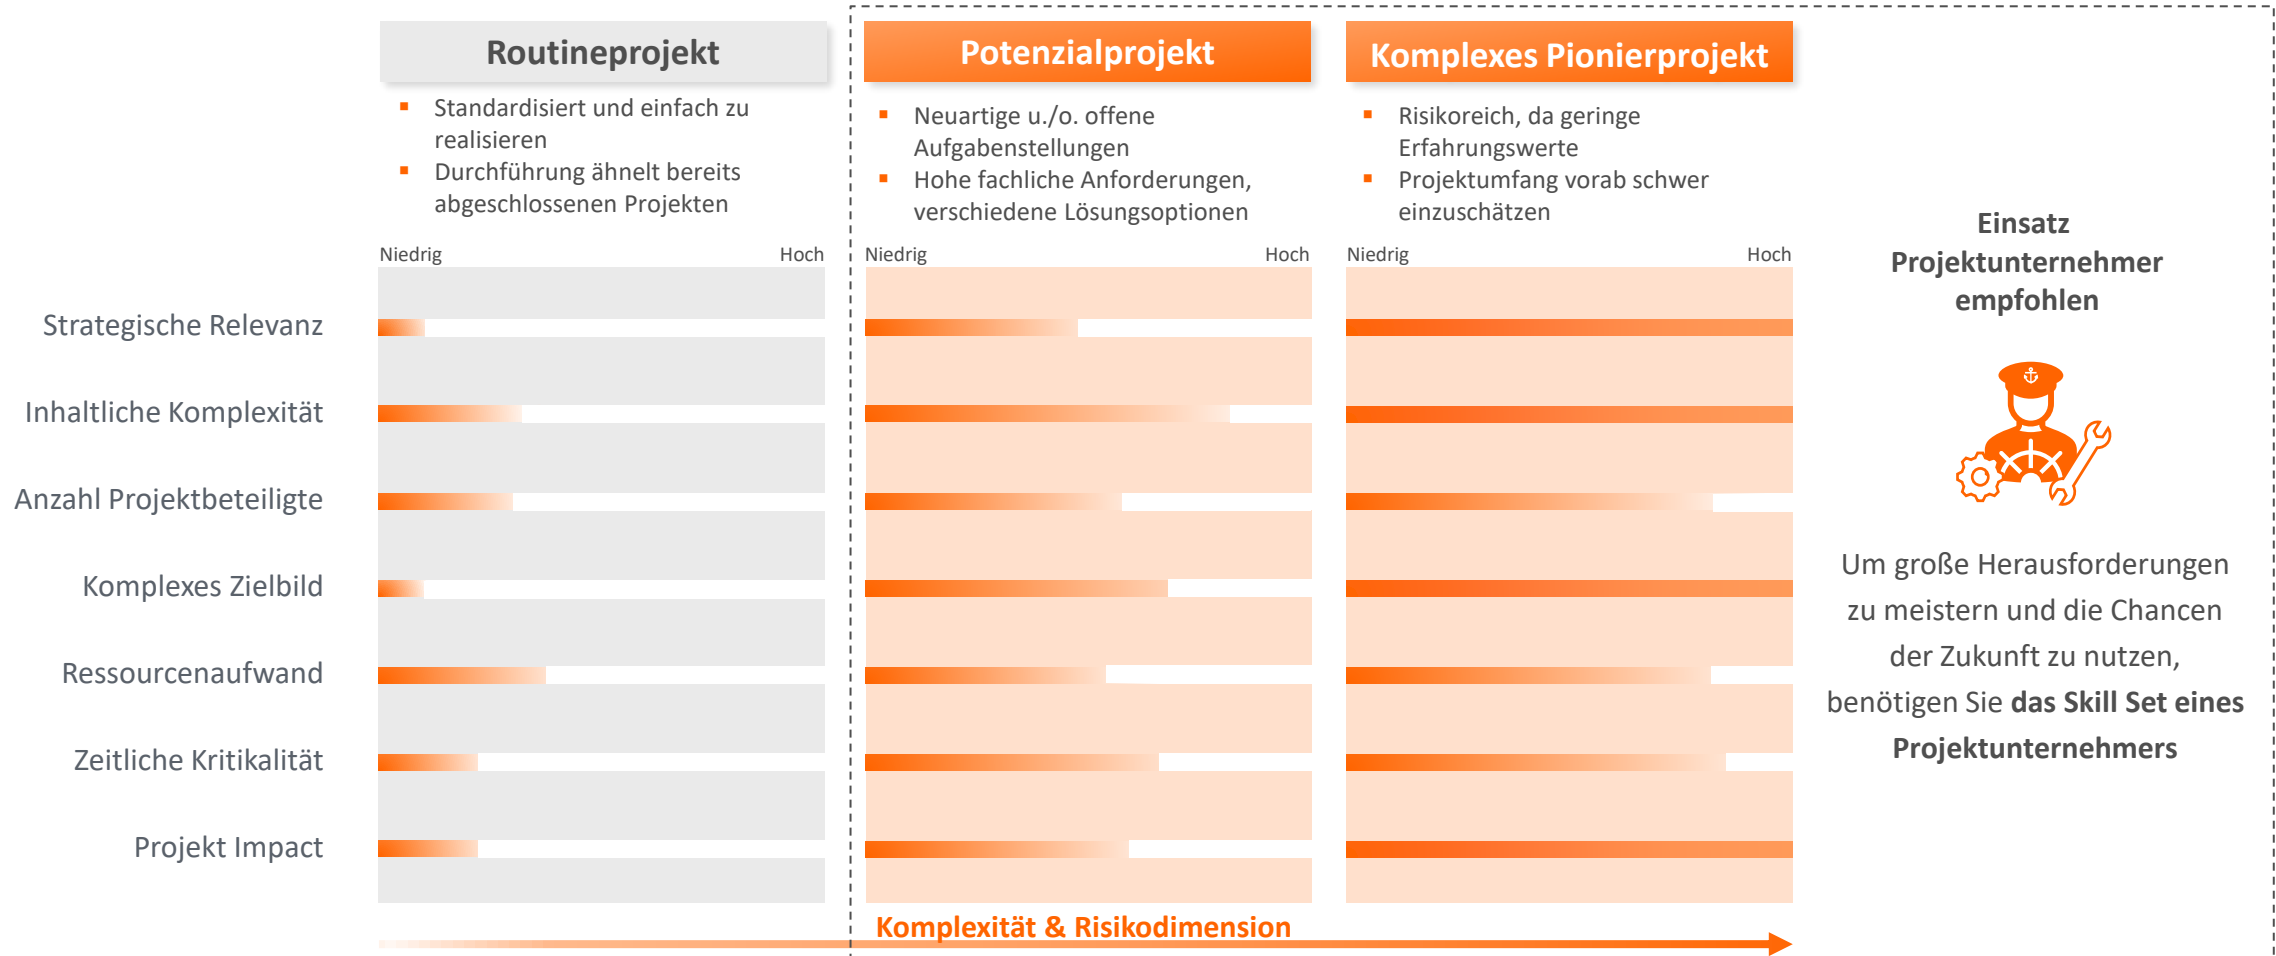 Routineprojekt
Standardisiert und einfach zu
realisieren
Durchführung ähnelt bereits
abgeschlossenen Projekten
Potenzialprojekt
Neuartige u./o. offene
Aufgabenstellungen
Hohe fachliche Anforderungen,
verschiedene Lösungsoptionen
Komplexes Pionierprojekt
Risikoreich, da geringe
Erfahrungswerte
Projektumfang vorab schwer
einzuschätzen
Niedrig Hoch
Niedrig Hoch
Niedrig Hoch
Strategische Relevanz
Inhaltliche Komplexität
Anzahl Projektbeteiligte
Komplexes Zielbild
Ressourcenaufwand
Zeitliche Kritikalität
Projekt Impact
Komplexität & Risikodimension
Einsatz
Projektunternehmer
empfohlen
Um große Herausforderungen
zu meistern und die Chancen
der Zukunft zu nutzen,
benötigen Sie das Skill Set eines
Projektunternehmers